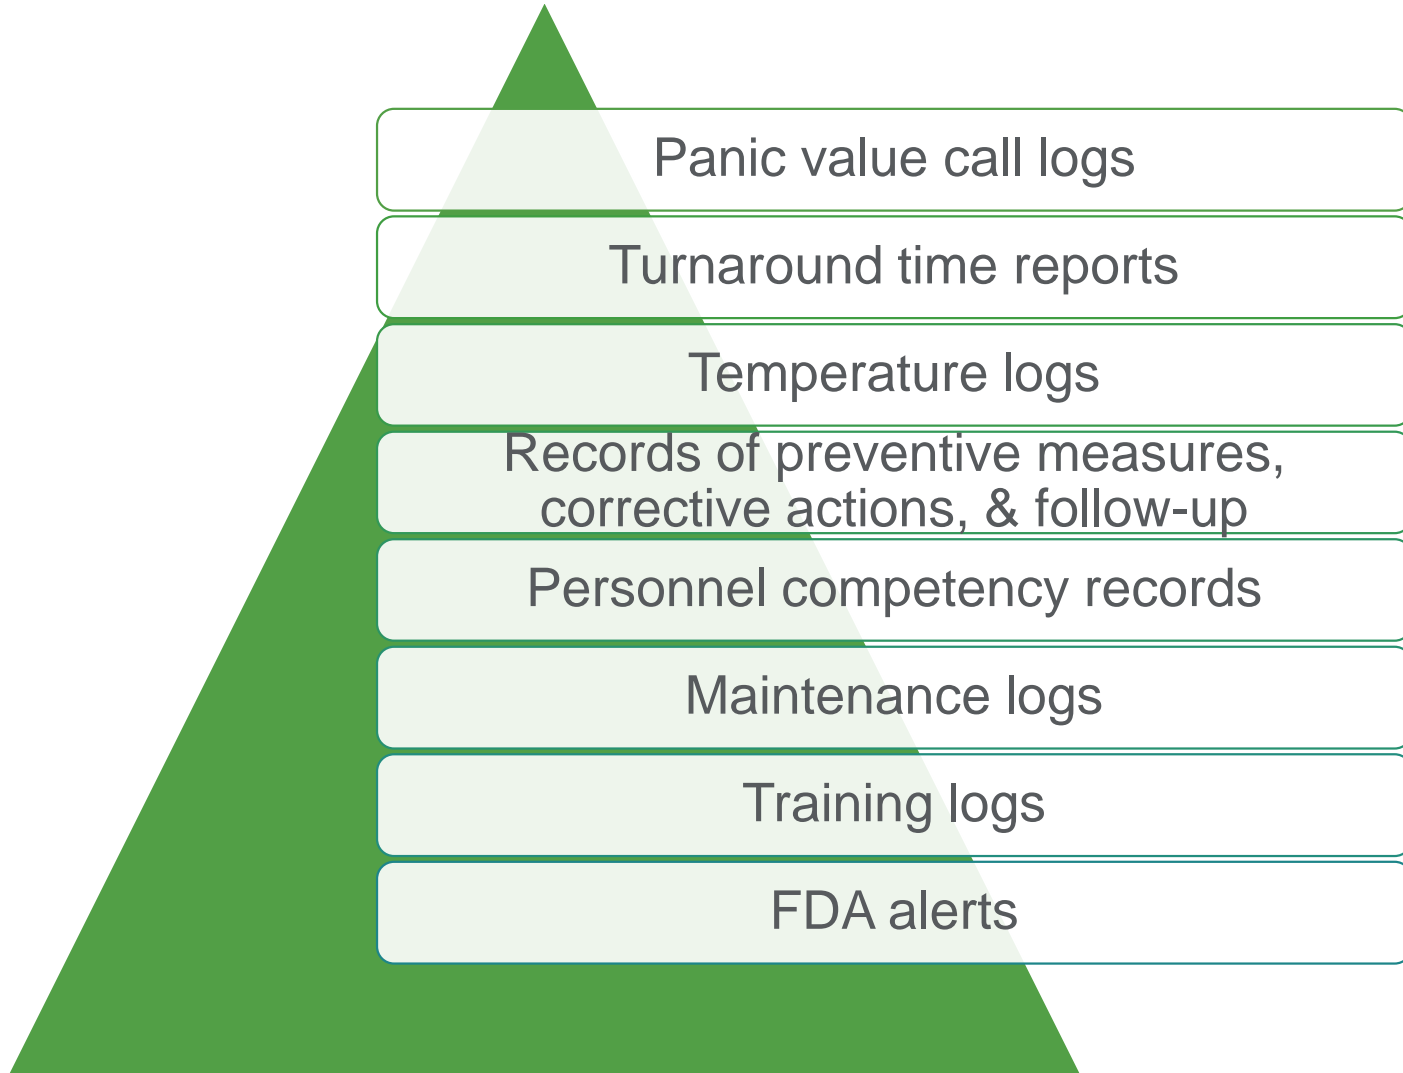 Panic value call logs
Turnaround time reports
Temperature logs
Records of preventive measures,
corrective actions, & follow-up
Personnel competency records
Maintenance logs
Training logs
FDA alerts